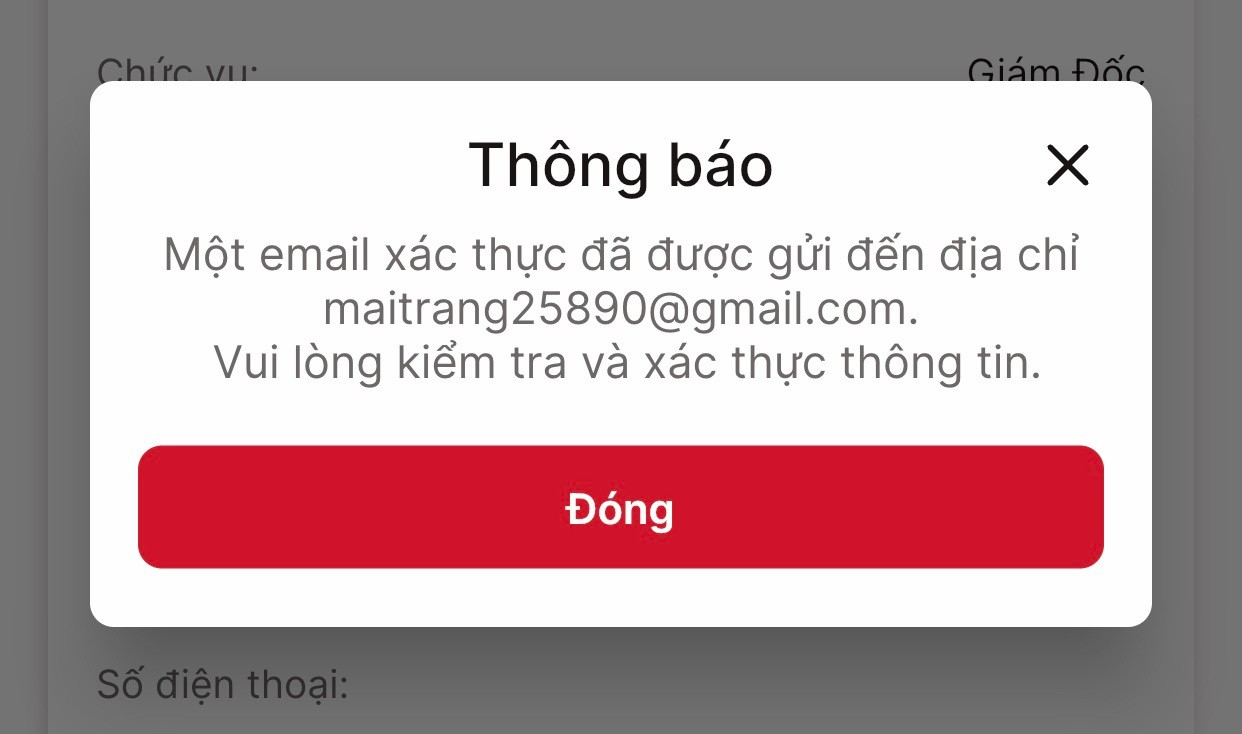 Chức vụ: Giám Đốc
Thông báo
Một email xác thực đã được gửi đến địa chỉ
maitrang25890@gmail.com.
Vui lòng kiểm tra và xác thực thông tin.
Đóng
Số điện thoại: